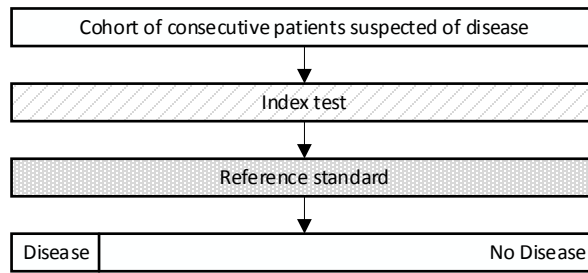 Cohort of consecutive patients suspected of disease
Index test
Reference standard
Disease No Disease